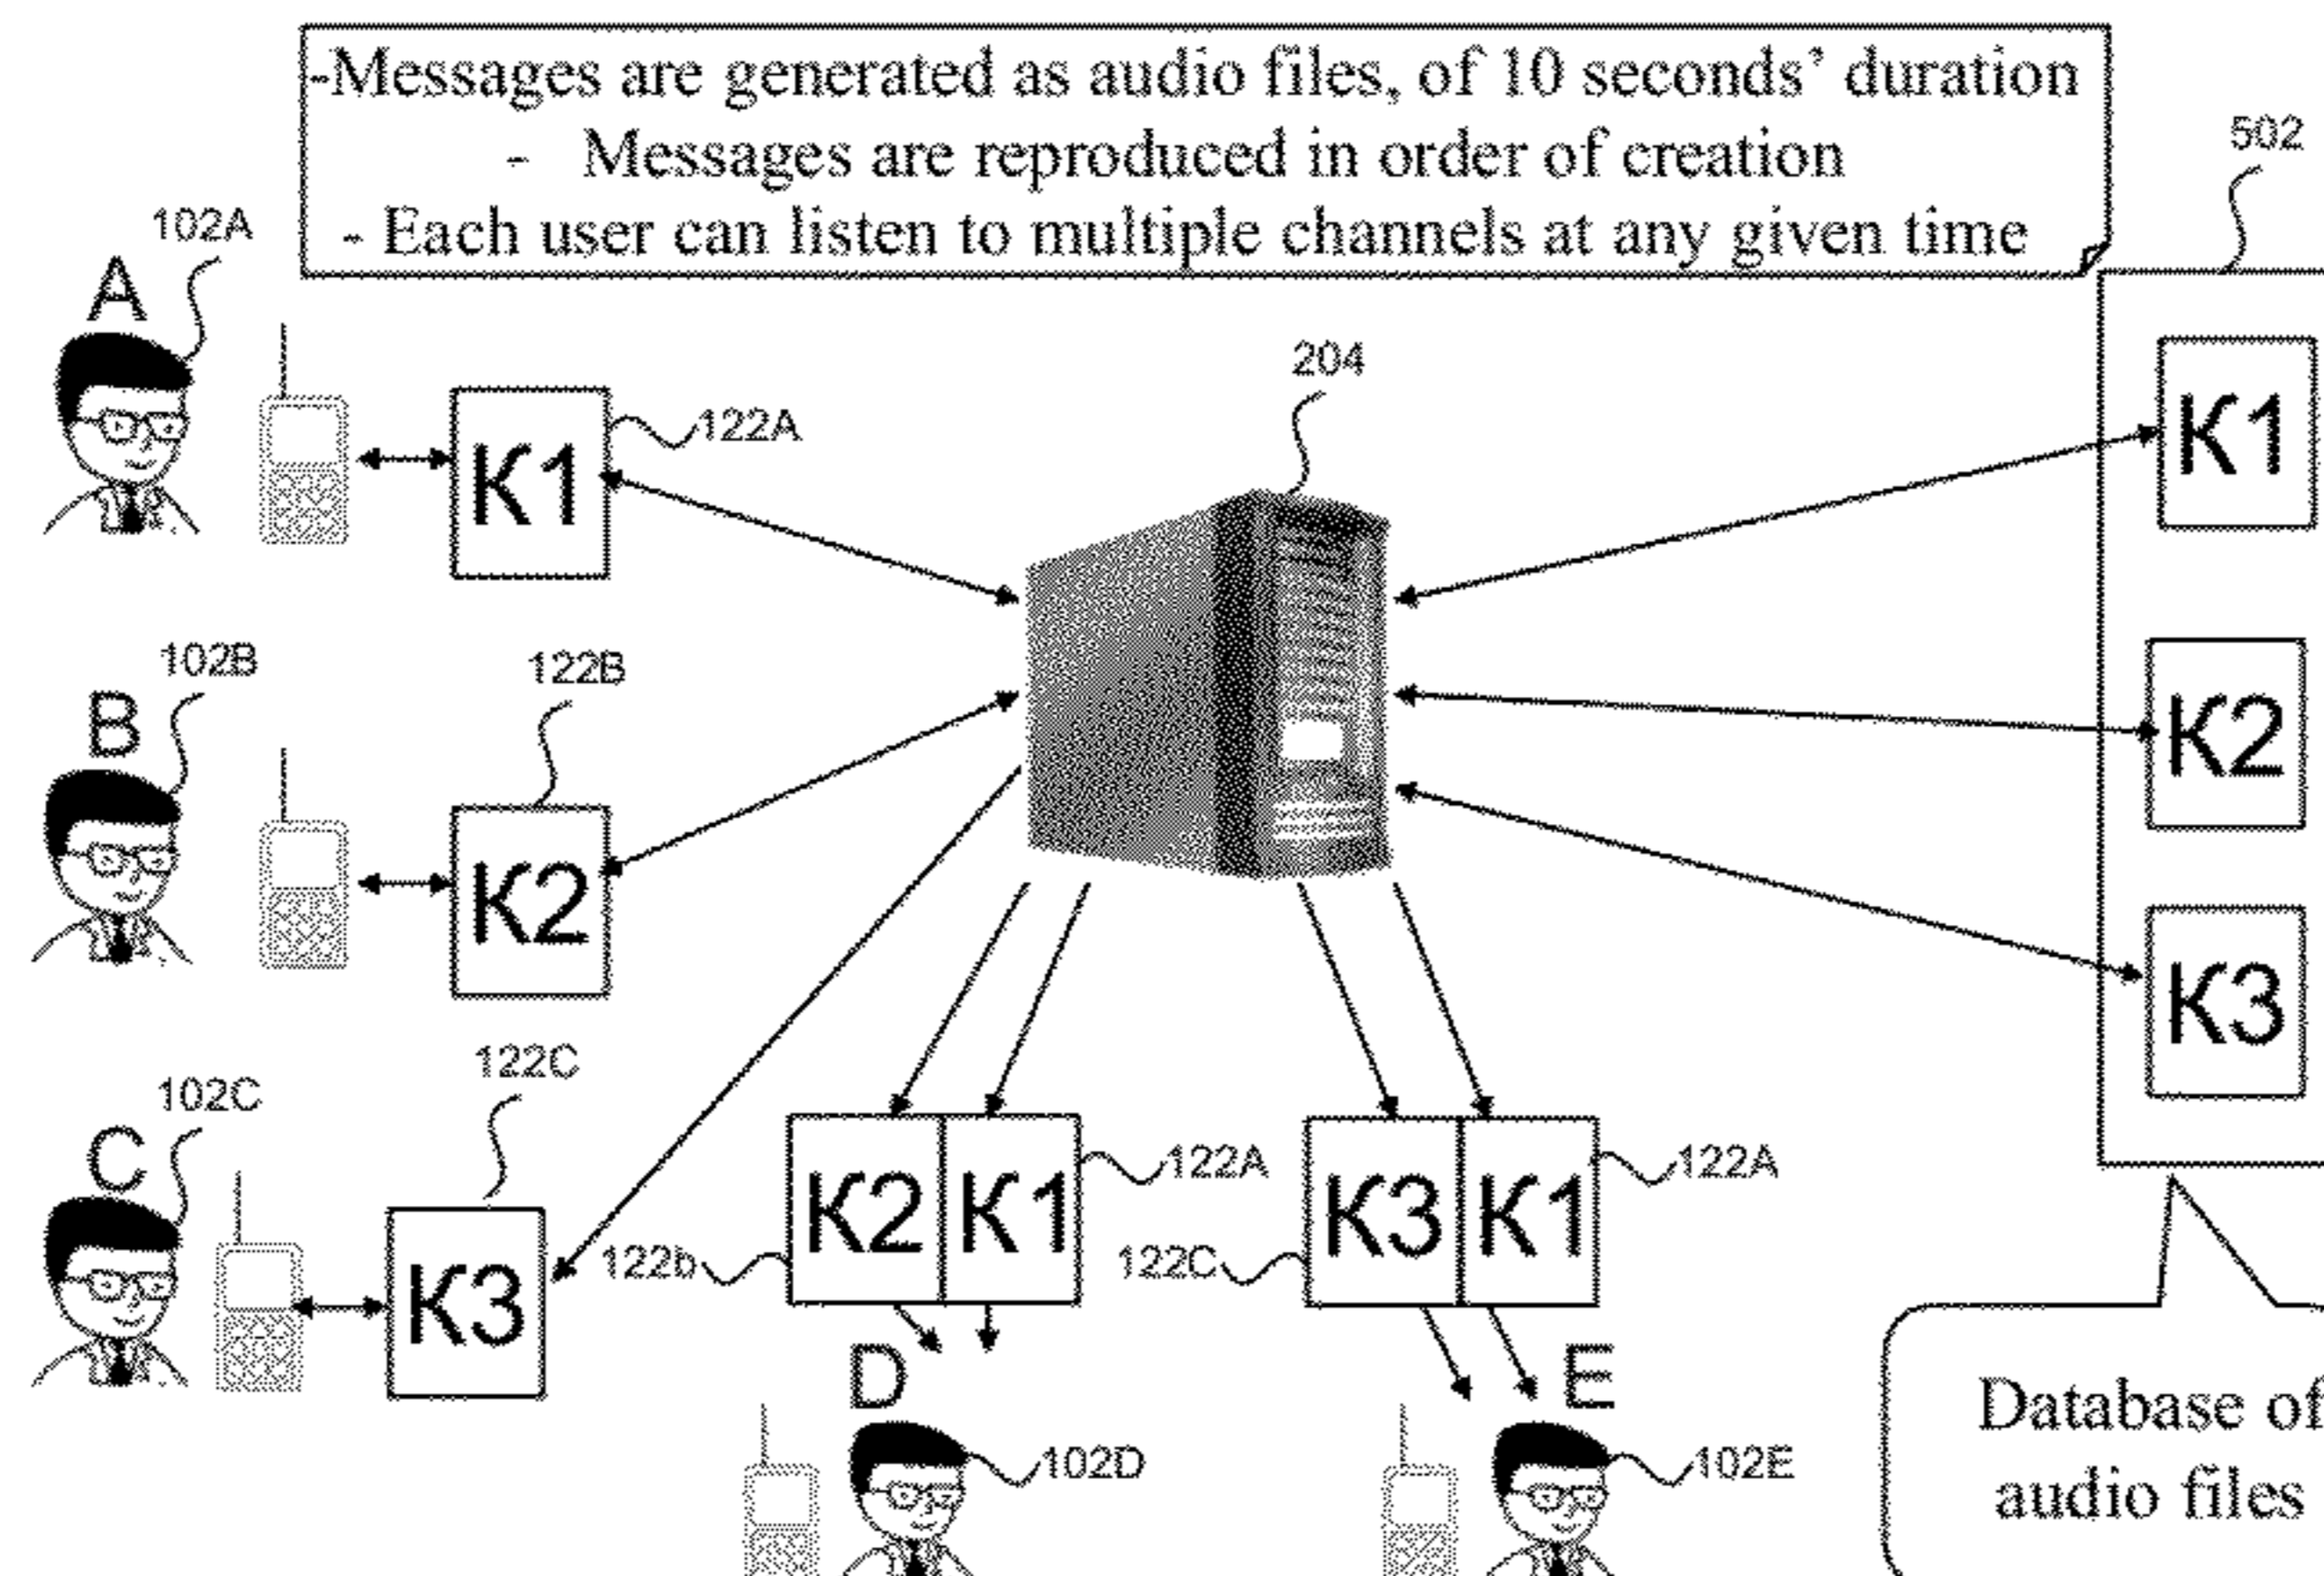 -Messages are generated as audio files, of 10 seconds’ duration
- Messages are reproduced in order of creation
- Each user can listen to multiple channels at any given time
502
102A
A
204
K1
122A
K1
102B
122B
B
K2
K2
K3
122C
102C
C
K3
K2 K1
122A
122b
K3 K1
122A
122C
D
E
102D
102E
Database of
audio files